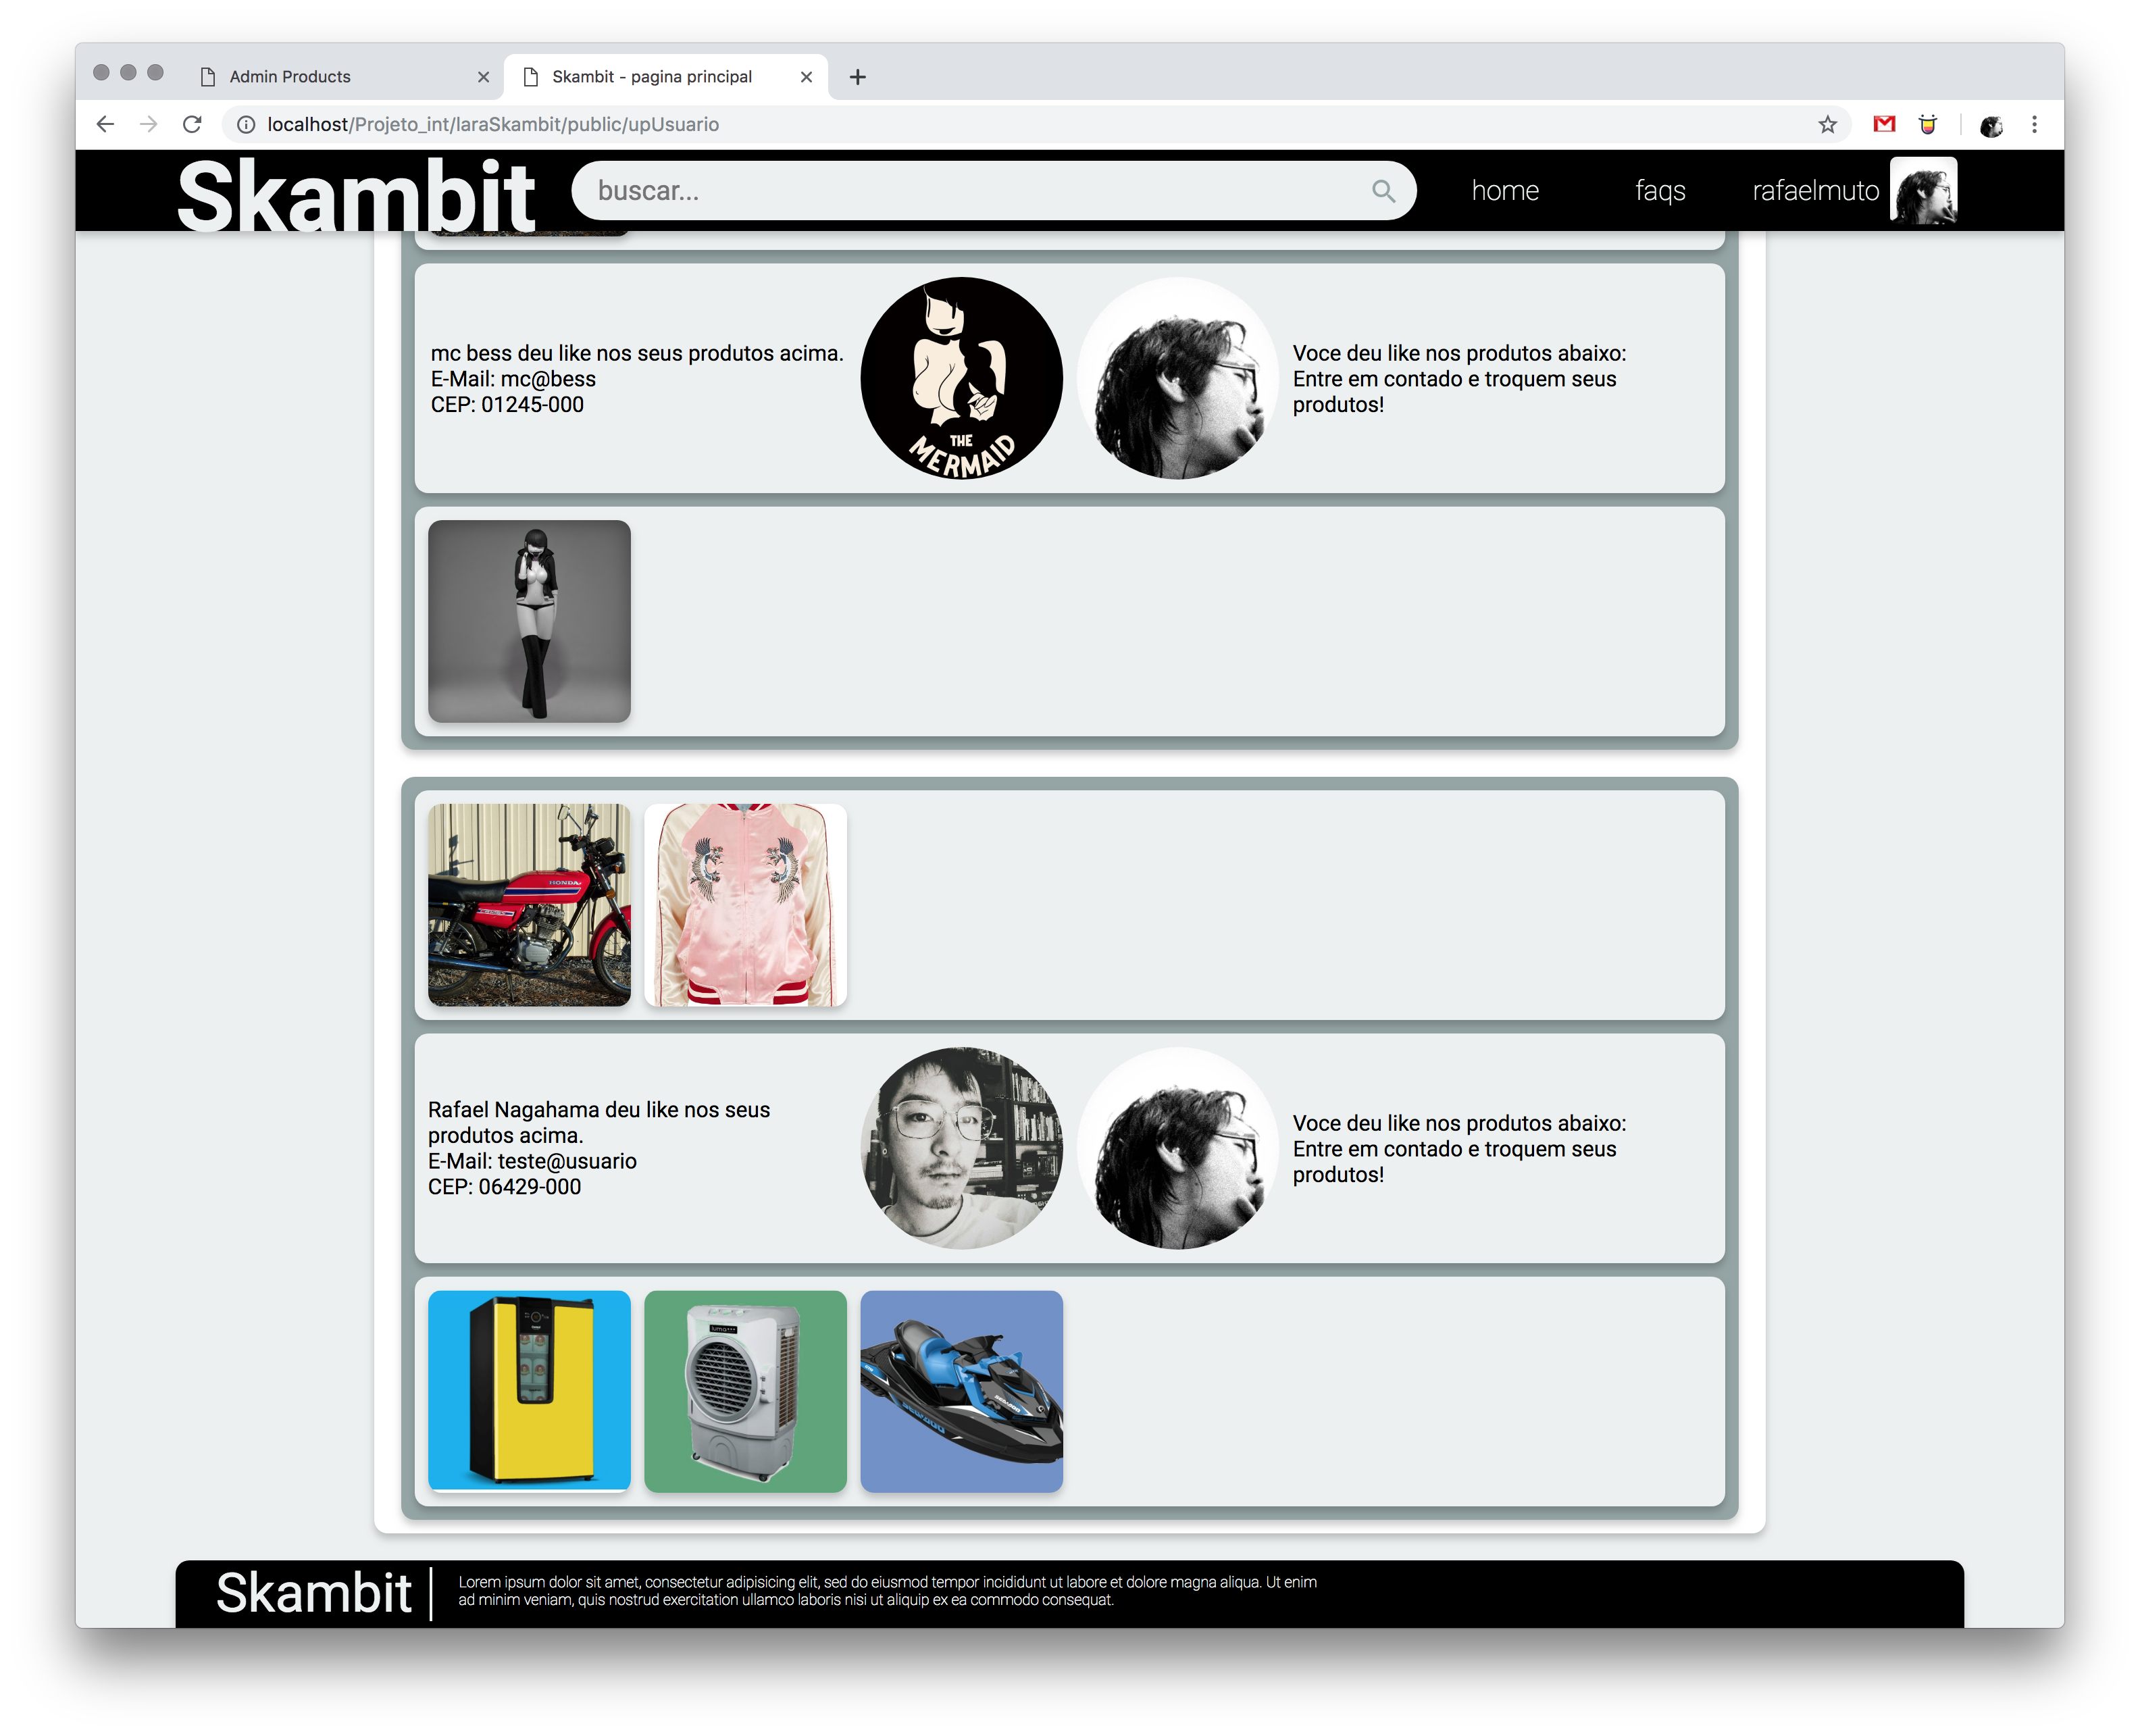 Admin Products
Skambit - pagina principal
localhost/Projeto_int/laraSkambit/public/upUsuario
Skambit
buscar...
home
faqs
rafaelmuto
mc bess deu like nos seus produtos acima.
E-Mail: mc@bess
CEP: 01245-000
THE
MERMAID
Voce deu like nos produtos abaixo:
Entre em contado e troquem seus
produtos!
HONDA
Rafael Nagahama deu like nos seus
produtos acima.
E-Mail: teste@usuario
CEP: 06429-000
Voce deu like nos produtos abaixo:
Entre em contado e troquem seus
produtos!
Skambit
Lorem ipsum dolor sit amet, consectetur adipisicing elit, sed do eiusmod tempor incididunt ut labore et dolore magna aliqua. Ut enim
ad minim veniam, quis nostrud exercitation ullamco laboris nisi ut aliquip ex ea commodo consequat.